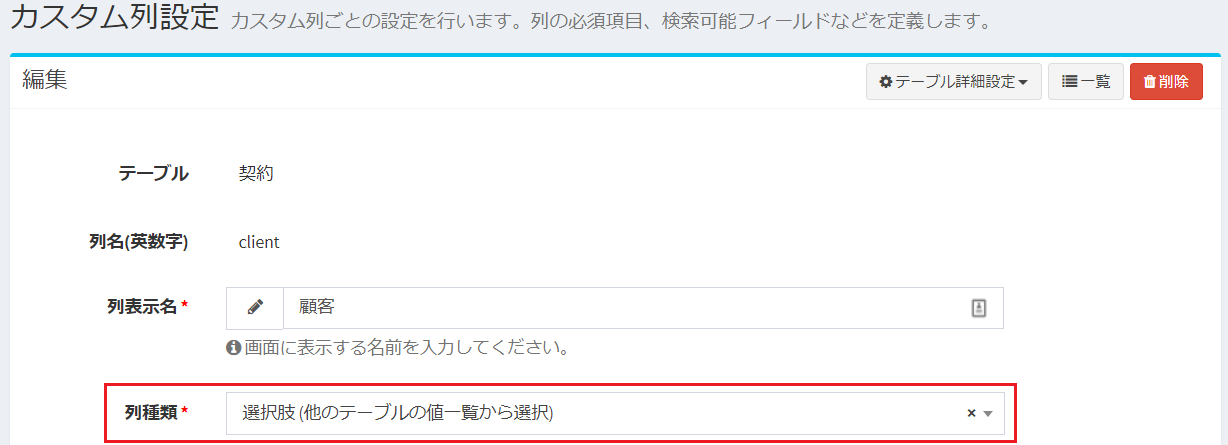 カスタム列設定 カスタム列ごとの設定を行います。列の必須項目、検索可能フィールドなどを定義します。
編集 テーブル詳細設定 一覧 削除
テーブル 契約
列名(英数字) client
列表示名* 顧客
画面に表示する名前を入力してください。
列種類* 選択肢 (他のテーブルの値一覧から選択) ×